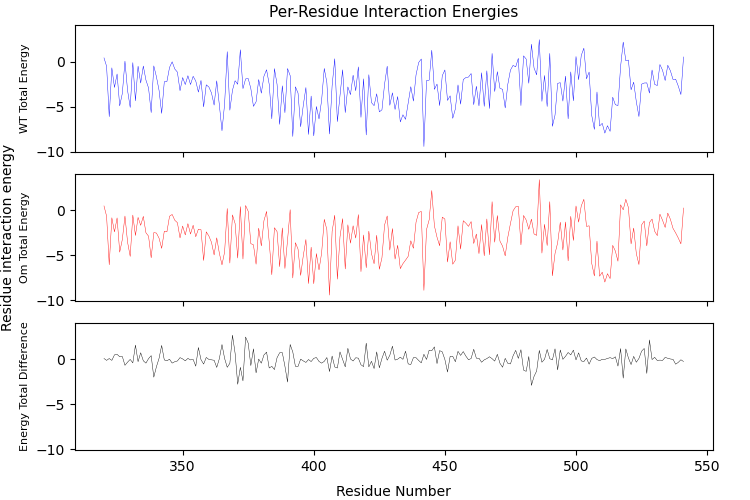 Per-Residue Interaction Energies
Residue interaction energy
WT Total Energy
0
−5
−10
Om Total Energy
0
−5
−10
Energy Total Difference
0
−5
−10
350 400 450 500 550
Residue Number